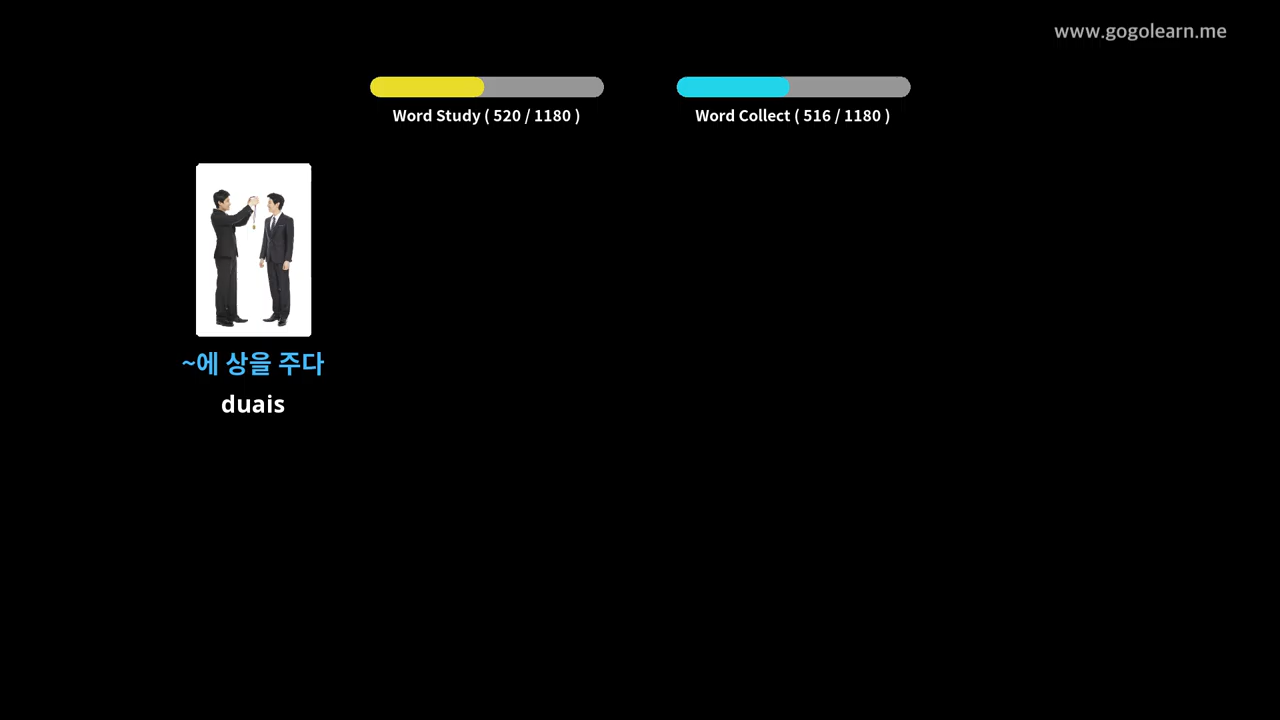 www.gogolearn.me
Word Study ( 520 / 1180 )
Word Collect ( 516 / 1180 )
~에 상을 주다
duais